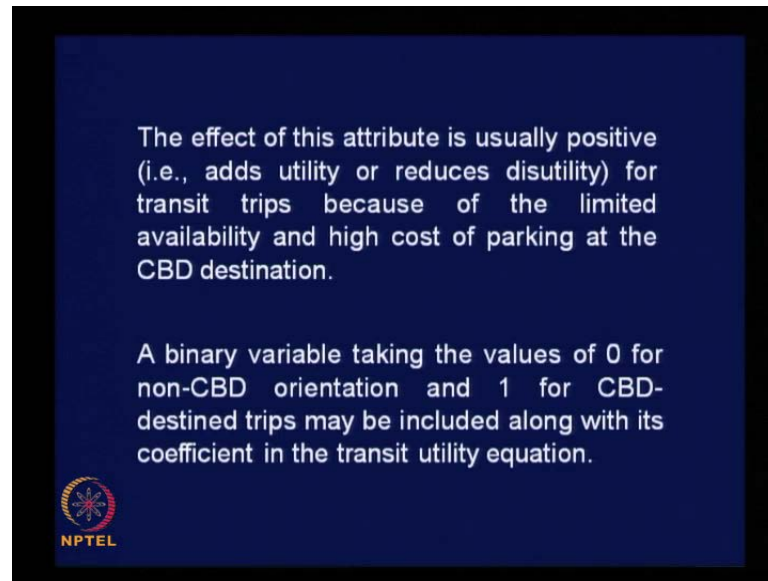 The effect of this attribute is usually positive
(i.e., adds utility or reduces disutility) for
transit trips because of the limited
availability and high cost of parking at the
CBD destination.
A binary variable taking the values of 0 for
non-CBD orientation and 1 for CBD-
destined trips may be included along with its
coefficient in the transit utility equation.
NPTEL